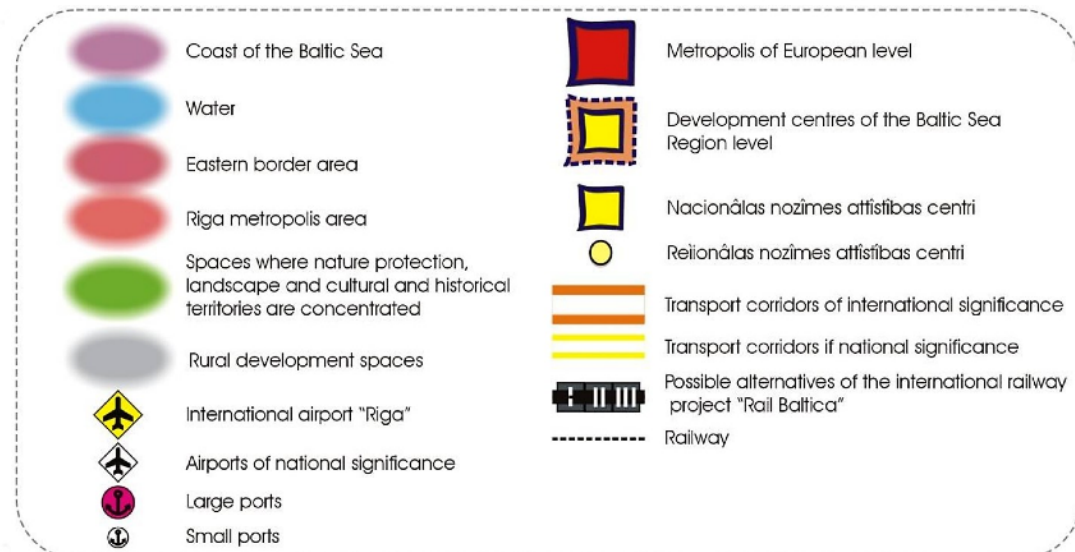 Coast of the Baltic Sea
Water
Eastern border area
Riga metropolis area
Spaces where nature protection,
landscape and cultural and historical
territories are concentrated
Rural development spaces
International airport "Riga"
Airports of national significance
Large ports
Small ports
Metropolis of European level
Development centres of the Baltic Sea
Region level
Nacionâlas nozîmes attîstîbas centri
Reìionâlas nozîmes attîstîbas centri
Transport corridors of international significance
Transport corridors if national significance
I II III
Possible alternatives of the international railway
project "Rail Baltica"
Railway